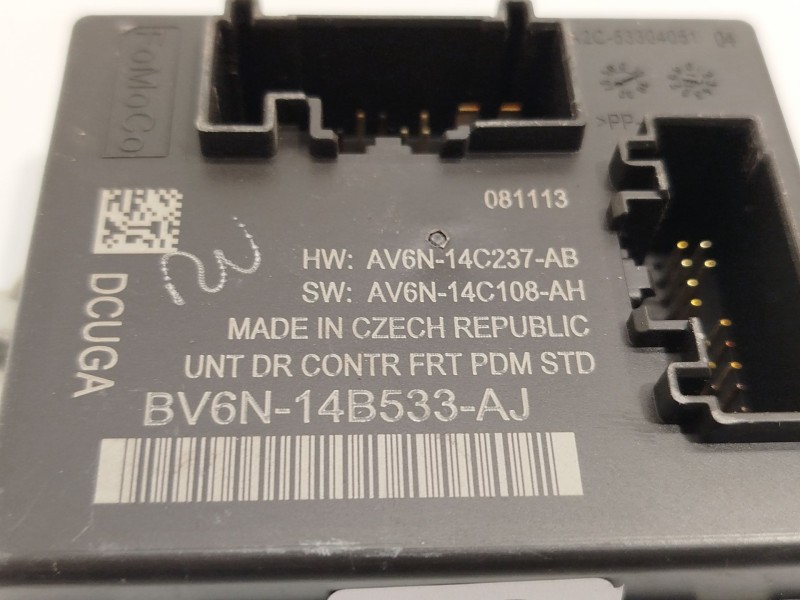 FoMoCo
04
081113
HW: AV6N-14C237-AB
SW: AV6N-14C108-AH
MADE IN CZECH REPUBLIC
UNT DR CONTR FRT PDM STD
BV6N-14B533-AJ
DCUGA